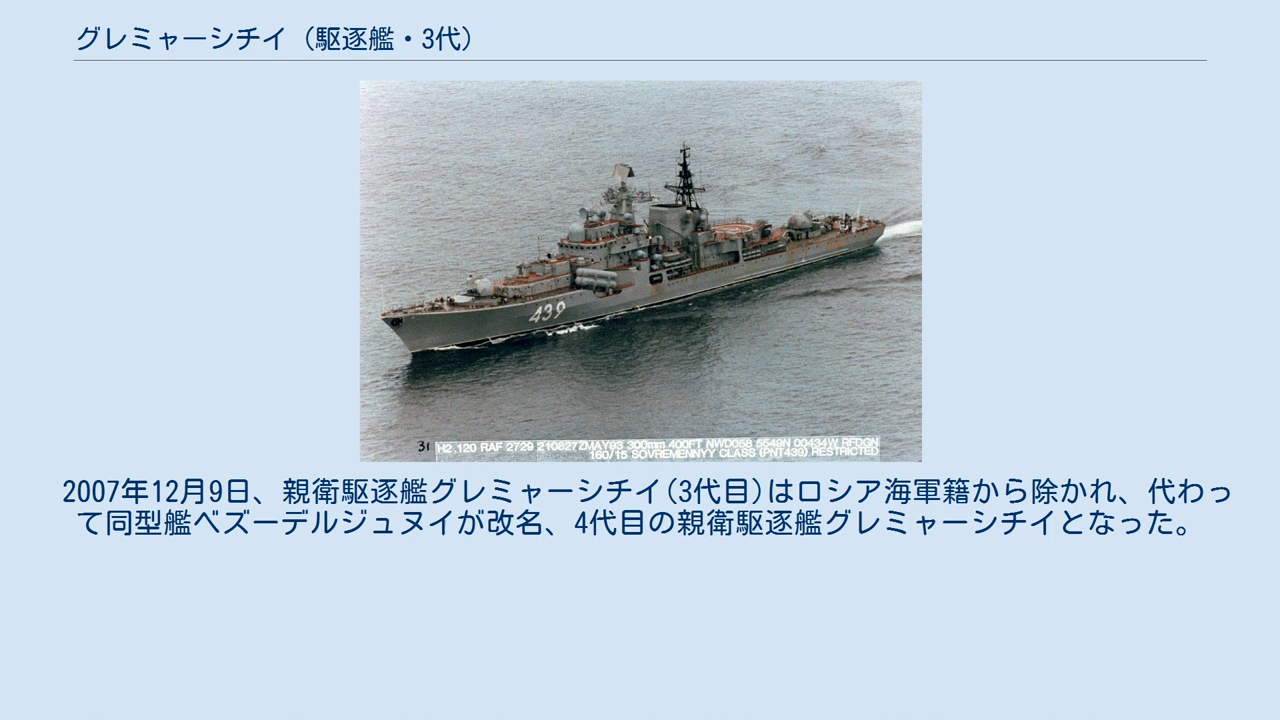 グレミャーシチイ（駆逐艦・3代）
439
31 H2.120 RAF 2729 210827ZMAY93 300mm 400FT NWD058 5549N 00434W RFDGN
160/15 SOVREMENNYY CLASS (PNT439) RESTRICTED
2007年12月9日、親衛駆逐艦グレミャーシチイ(3代目)はロシア海軍籍から除かれ、代わっ
て同型艦ベズーデルジュヌイが改名、4代目の親衛駆逐艦グレミャーシチイとなった。